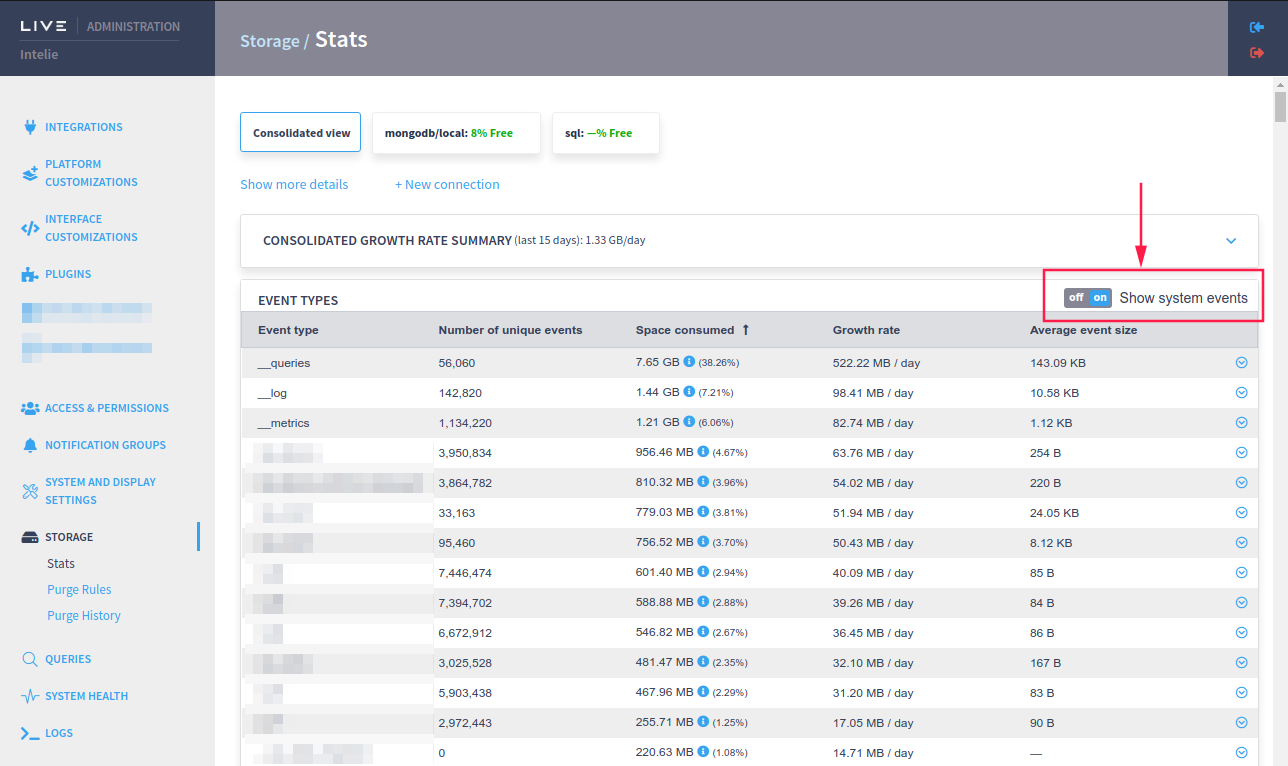 LIVE ADMINISTRATION
Intelie
Storage / Stats
INTEGRATIONS
PLATFORM
CUSTOMIZATIONS
INTERFACE
CUSTOMIZATIONS
PLUGINS
ACCESS & PERMISSIONS
NOTIFICATION GROUPS
SYSTEM AND DISPLAY
SETTINGS
STORAGE
Stats
Purge Rules
Purge History
QUERIES
SYSTEM HEALTH
LOGS
Consolidated view mongodb/local: 8% Free sql: —% Free
Show more details + New connection
CONSOLIDATED GROWTH RATE SUMMARY (last 15 days): 1.33 GB/day
EVENT TYPES off on Show system events
Event type Number of unique events Space consumed ↑ Growth rate Average event size
__queries 56,060 7.65 GB (38.26%) 522.22 MB / day 143.09 KB
__log 142,820 1.44 GB (7.21%) 98.41 MB / day 10.58 KB
__metrics 1,134,220 1.21 GB (6.06%) 82.74 MB / day 1.12 KB
3,950,834 956.46 MB (4.67%) 63.76 MB / day 254 B
3,864,782 810.32 MB (3.96%) 54.02 MB / day 220 B
33,163 779.03 MB (3.81%) 51.94 MB / day 24.05 KB
95,460 756.52 MB (3.70%) 50.43 MB / day 8.12 KB
7,446,474 601.40 MB (2.94%) 40.09 MB / day 85 B
7,394,702 588.88 MB (2.88%) 39.26 MB / day 84 B
6,672,912 546.82 MB (2.67%) 36.45 MB / day 86 B
3,025,528 481.47 MB (2.35%) 32.10 MB / day 167 B
5,903,438 467.96 MB (2.29%) 31.20 MB / day 83 B
2,972,443 255.71 MB (1.25%) 17.05 MB / day 90 B
0 220.63 MB (1.08%) 14.71 MB / day —